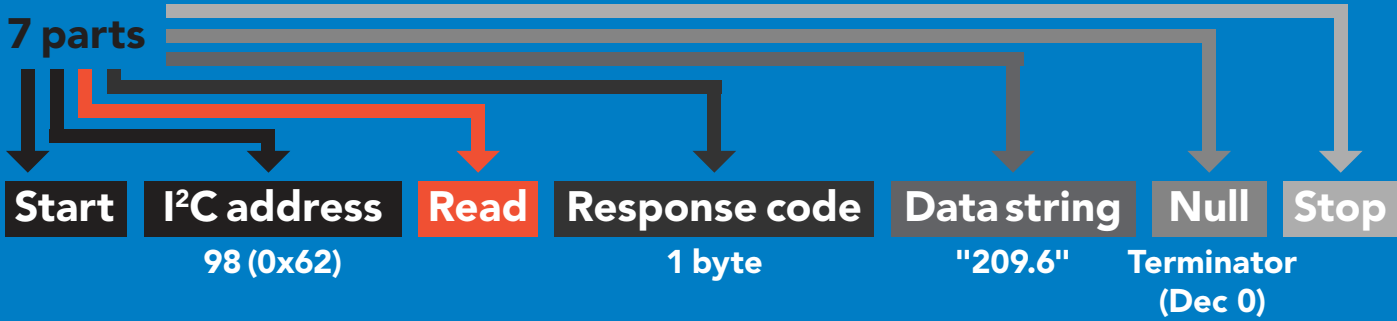 7 parts
Start I²C address Read Response code Data string Null Stop
98 (0x62) 1 byte "209.6" Terminator
(Dec 0)